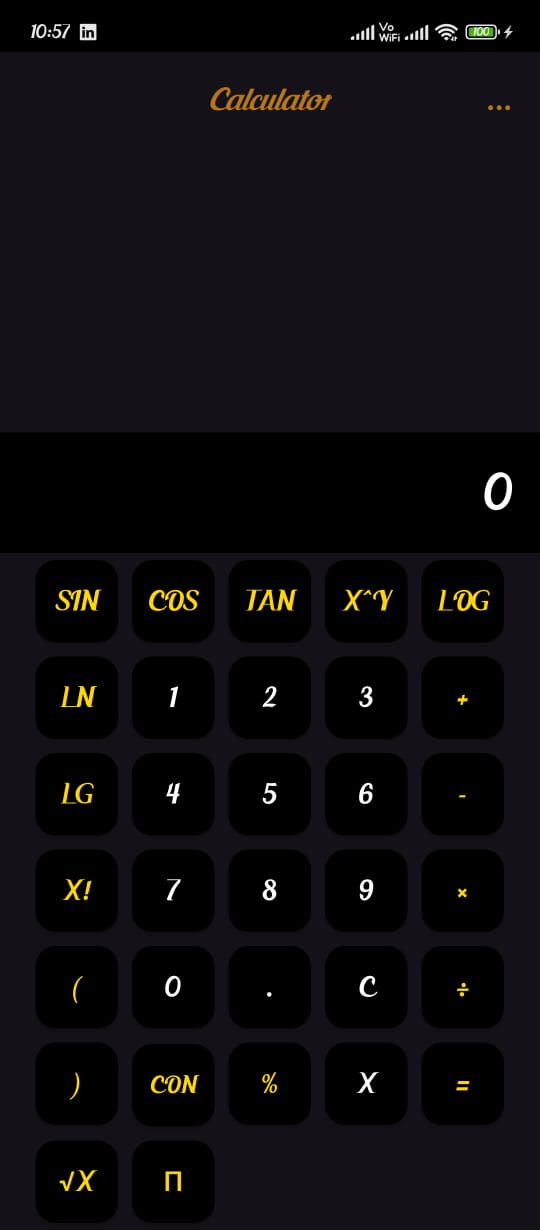 10:57 in Vo WiFi 100
Calculator ...
0
SIN COS TAN X^Y LOG
LN 1 2 3 +
LG 4 5 6 -
X! 7 8 9 ×
( 0 . C ÷
) CON % X =
√X Π